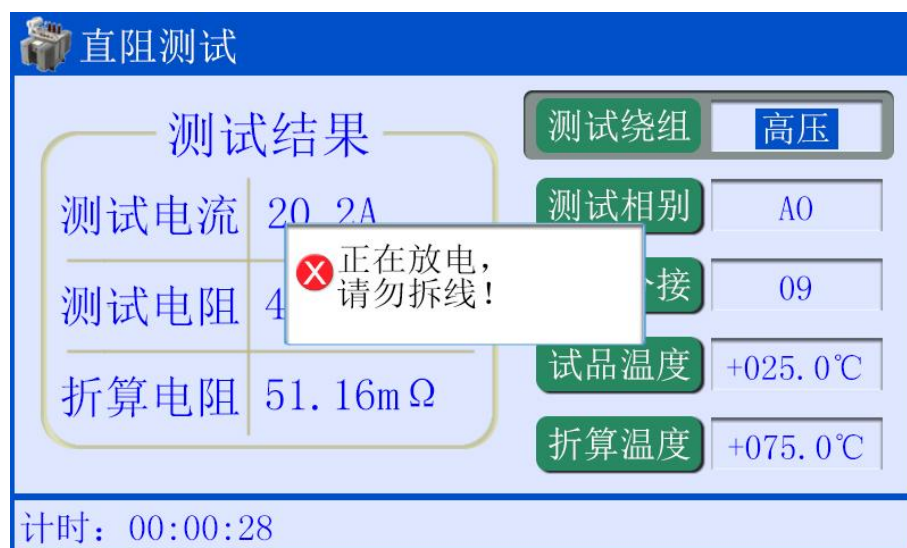 直阻测试
测试结果
测试电流 20.2A
测试电阻 4
折算电阻 51.16mΩ
正在放电，
请勿拆线！
测试绕组 高压
测试相别 AO
接 09
试品温度 +025.0℃
折算温度 +075.0℃
计时：00:00:28